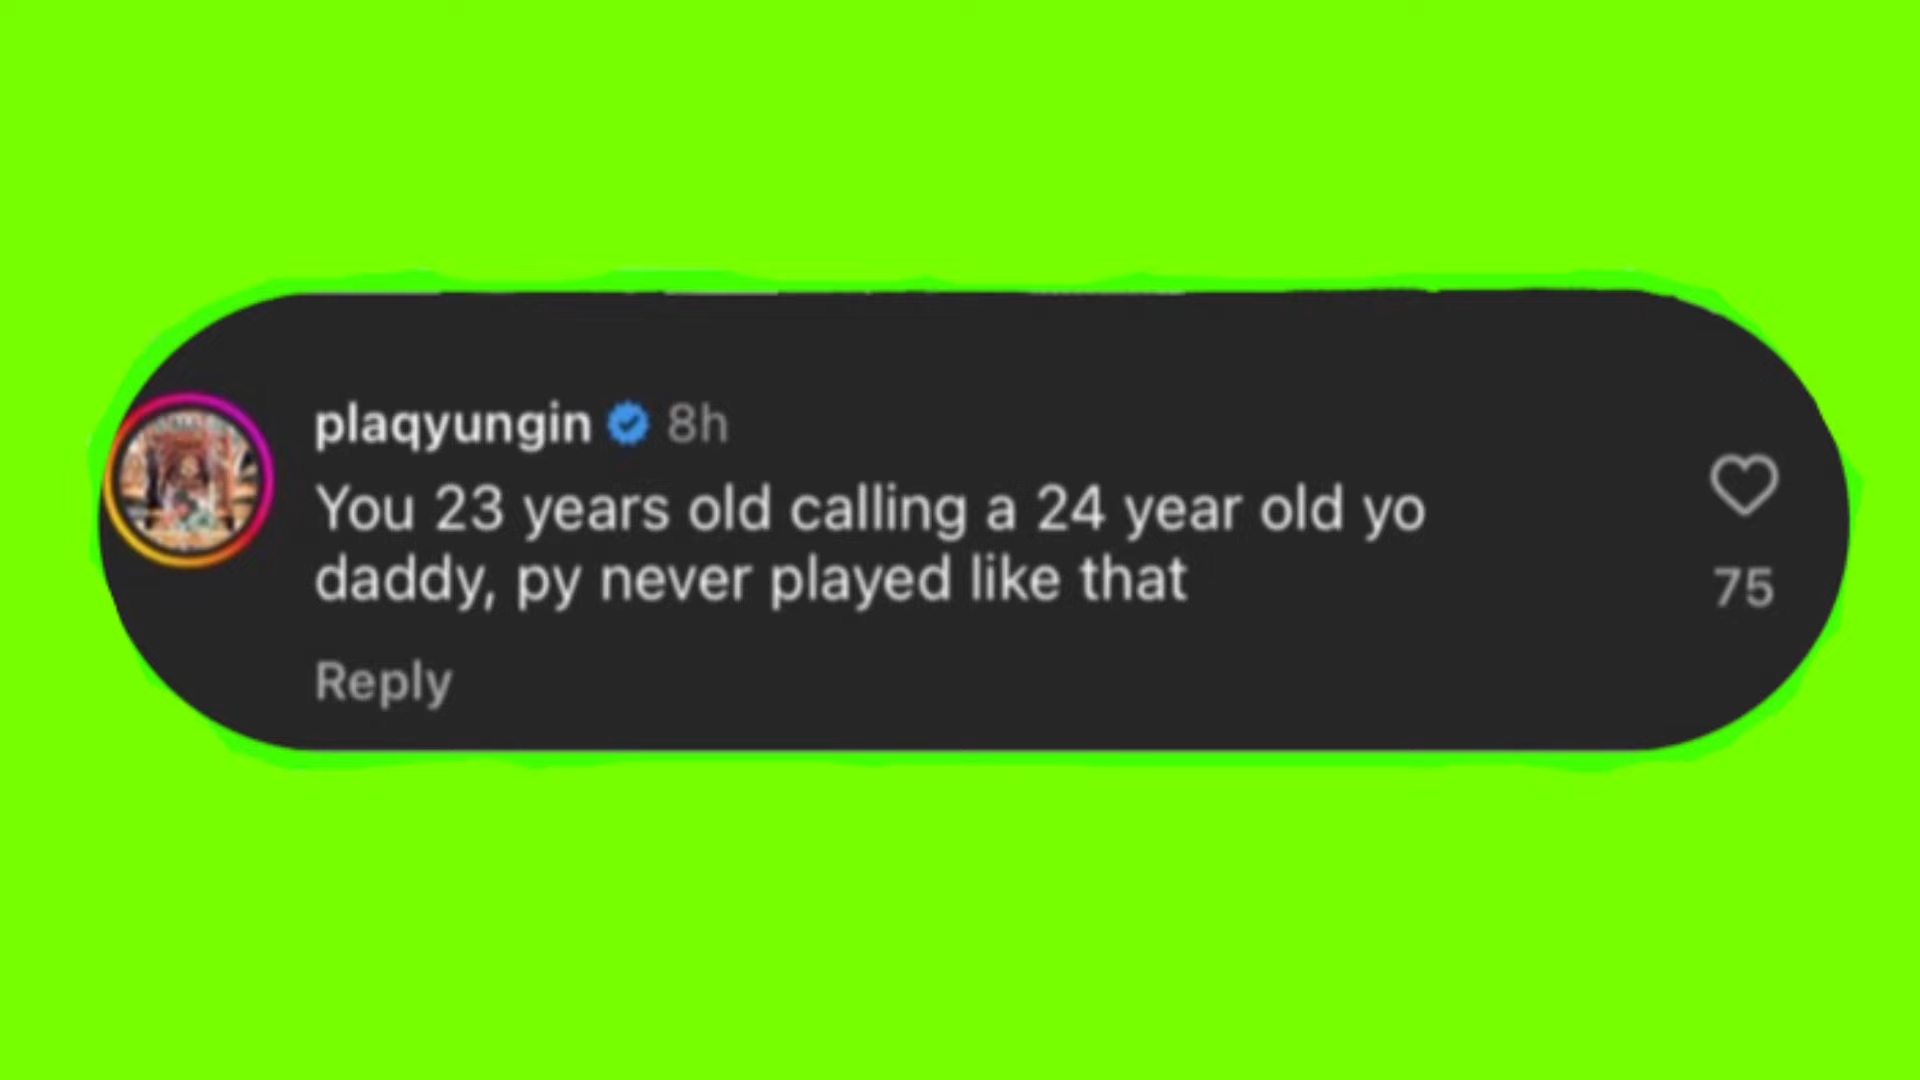 plaqyungin 8h
You 23 years old calling a 24 year old yo
daddy, py never played like that
75
Reply